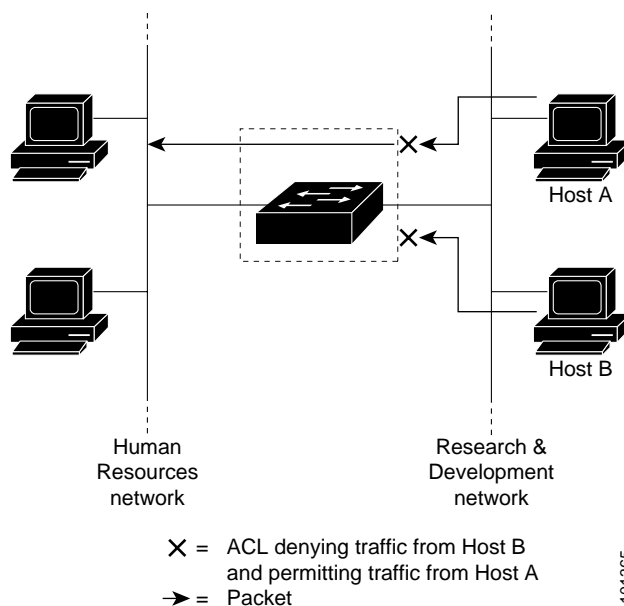 Host A
Host B
Human
Resources
network
Research &
Development
network
= ACL denying traffic from Host B
and permitting traffic from Host A
= Packet